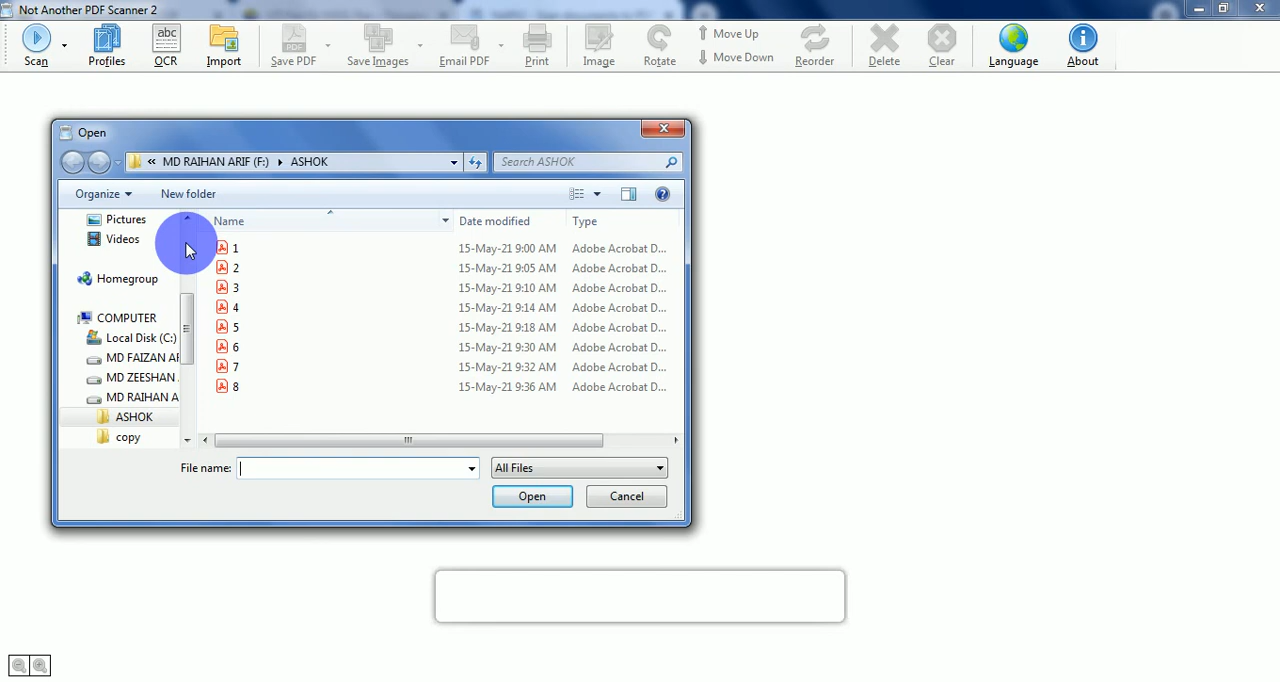 Not Another PDF Scanner 2
Scan
Profiles
abc
OCR
Import
PDF
Save PDF
Save Images
Email PDF
Print
Image
Rotate
Move Up
Move Down
Reorder
Delete
Clear
Language
About
Open
« MD RAIHAN ARIF (F:) ASHOK
Search ASHOK
Organize
New folder
Pictures
Videos
Homegroup
COMPUTER
Local Disk (C:)
MD FAIZAN AR
MD ZEESHAN
MD RAIHAN A
ASHOK
copy
Name Date modified Type
1 15-May-21 9:00 AM Adobe Acrobat D...
2 15-May-21 9:05 AM Adobe Acrobat D...
3 15-May-21 9:10 AM Adobe Acrobat D...
4 15-May-21 9:14 AM Adobe Acrobat D...
5 15-May-21 9:18 AM Adobe Acrobat D...
6 15-May-21 9:30 AM Adobe Acrobat D...
7 15-May-21 9:32 AM Adobe Acrobat D...
8 15-May-21 9:36 AM Adobe Acrobat D...
File name:
All Files
Open
Cancel